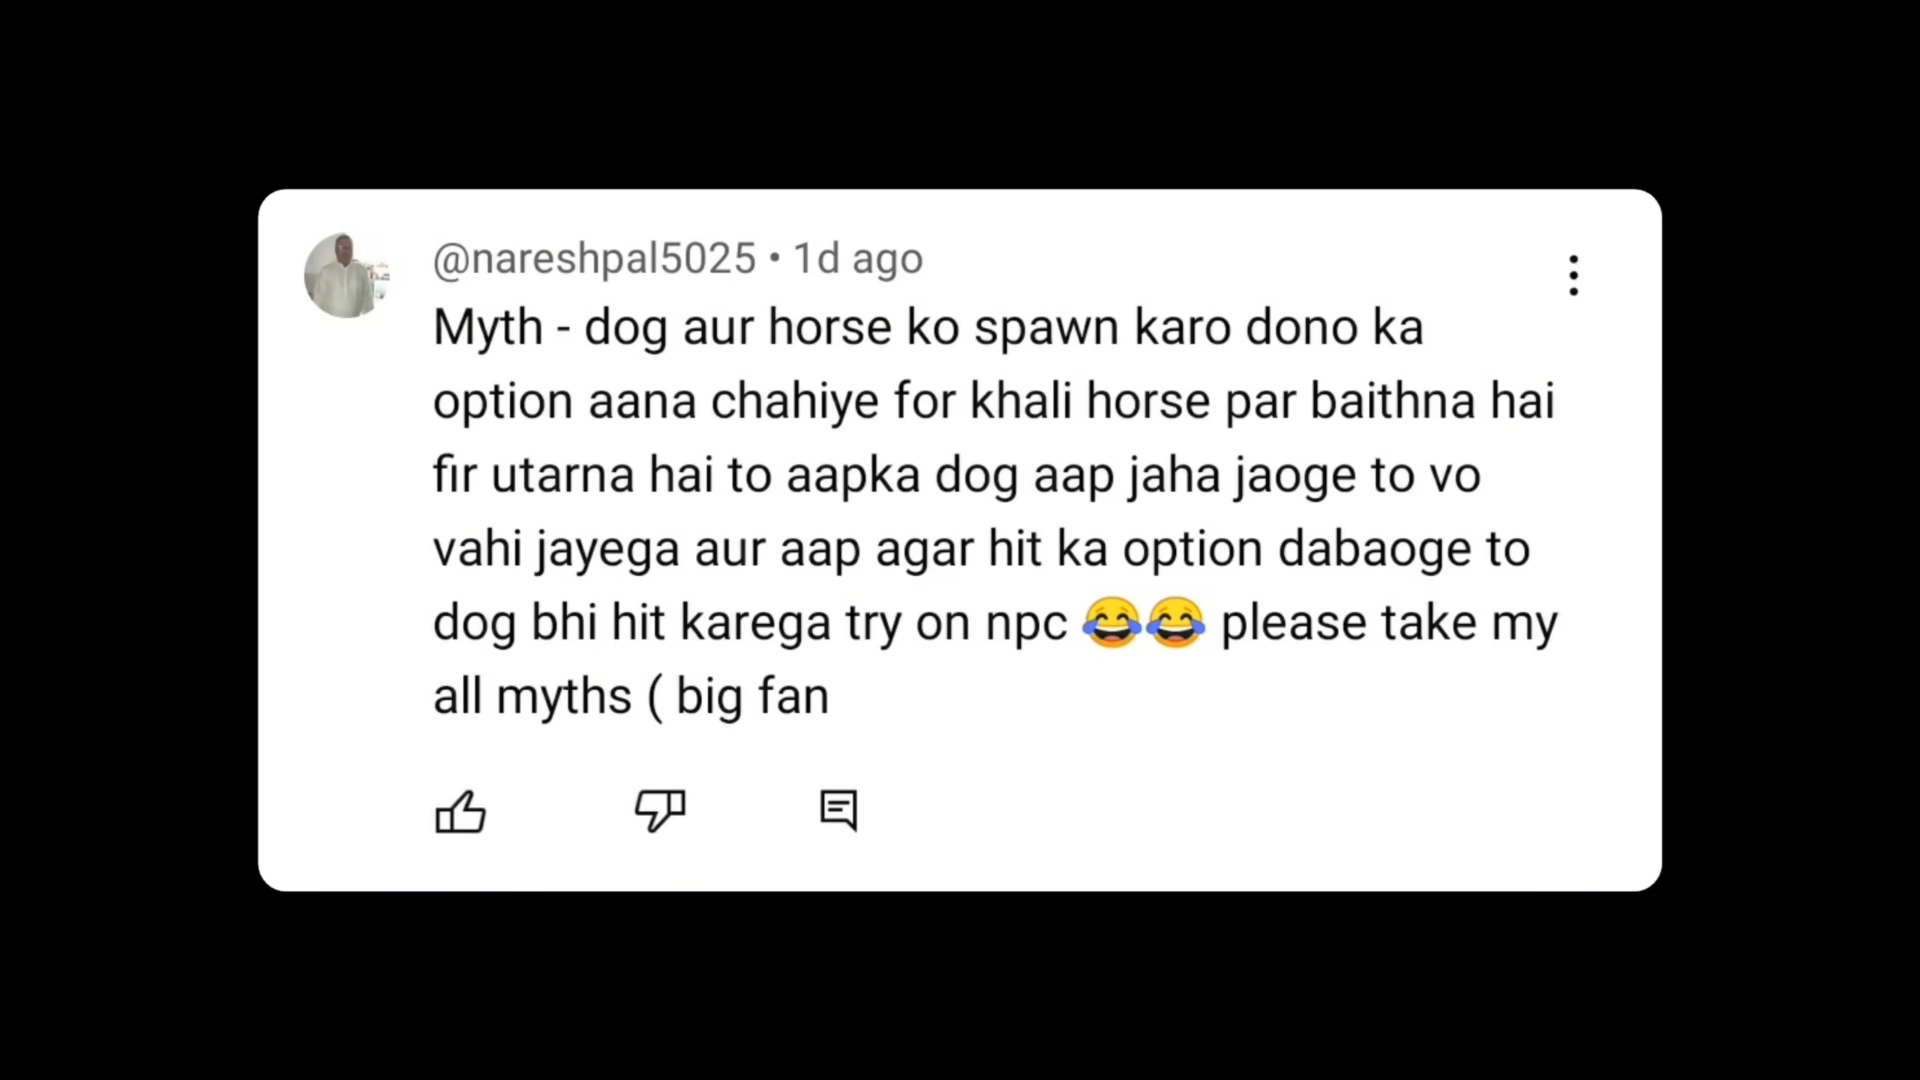 @nareshpal5025 • 1d ago
Myth - dog aur horse ko spawn karo dono ka
option aana chahiye for khali horse par baithna hai
fir utarna hai to aapka dog aap jaha jaoge to vo
vahi jayega aur aap agar hit ka option dabaoge to
dog bhi hit karega try on npc 😂😂 please take my
all myths ( big fan